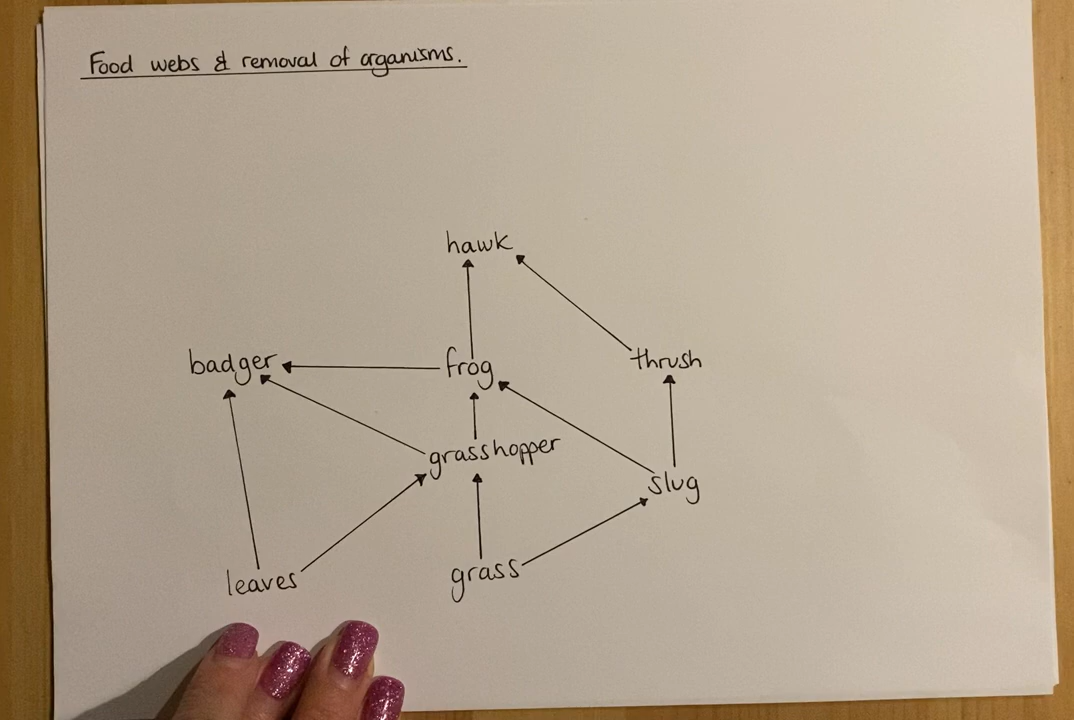 Food webs & removal of organisms.
hawk
badger frog thrush
grasshopper
slug
leaves grass